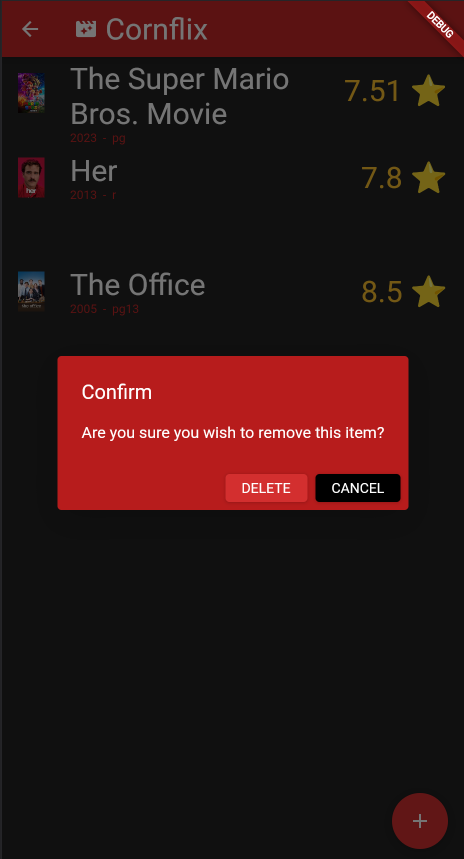 Cornflix
DEBUG
The Super Mario
Bros. Movie
7.51
2023 - pg
Her
7.8
2013 - r
her
The Office
8.5
2005 - pg13
Confirm
Are you sure you wish to remove this item?
DELETE
CANCEL